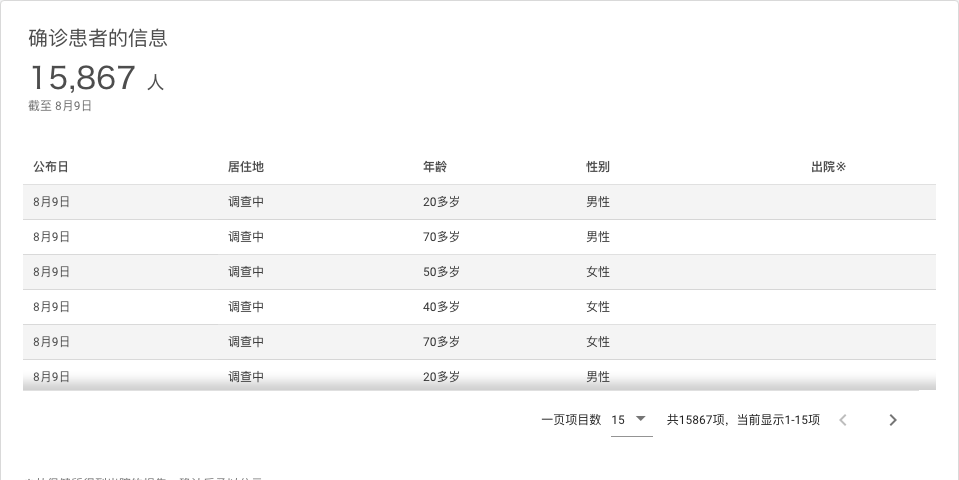 确诊患者的信息
15,867 人
截至 8月9日
公布日 居住地 年龄 性别 出院※
8月9日 调查中 20多岁 男性
8月9日 调查中 70多岁 男性
8月9日 调查中 50多岁 女性
8月9日 调查中 40多岁 女性
8月9日 调查中 70多岁 女性
8月9日 调查中 20多岁 男性
一页项目数 15 共15867项，当前显示1-15项